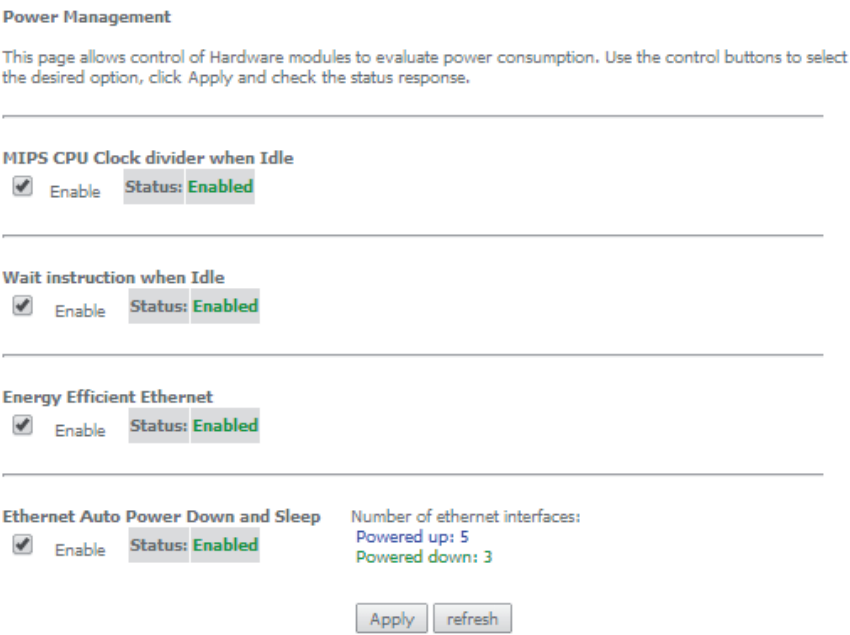 Power Management
This page allows control of Hardware modules to evaluate power consumption. Use the control buttons to select
the desired option, click Apply and check the status response.
MIPS CPU Clock divider when Idle
Enable Status: Enabled
Wait instruction when Idle
Enable Status: Enabled
Energy Efficient Ethernet
Enable Status: Enabled
Ethernet Auto Power Down and Sleep Number of ethernet interfaces:
Powered up: 5
Enable Status: Enabled
Powered down: 3
Apply refresh